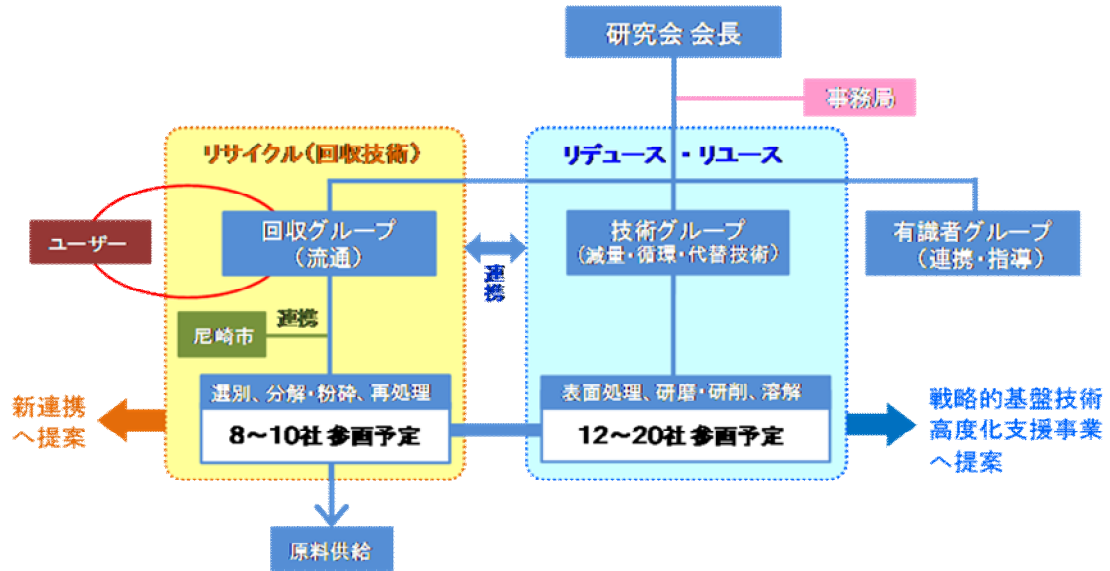 研究会 会長
事務局
リサイクル(回収技術)
リデュース ・リユース
ユーザー
回収グループ
(流通)
連携
技術グループ
(減量・循環・代替技術)
有識者グループ
(連携・指導)
尼崎市
連携
選別、分解・粉砕、再処理
8～10社 参画予定
表面処理、研磨・研削、溶解
12～20社 参画予定
新連携
へ提案
戦略的基盤技術
高度化支援事業
へ提案
原料供給